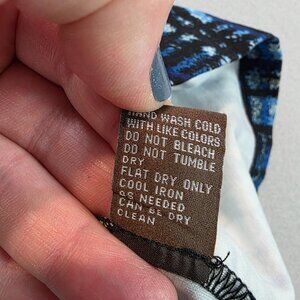 HAND WASH COLD
WITH LIKE COLORS
DO NOT BLEACH
DO NOT TUMBLE
DRY
FLAT DRY ONLY
COOL IRON
AS NEEDED
CAN BE DRY
CLEAN